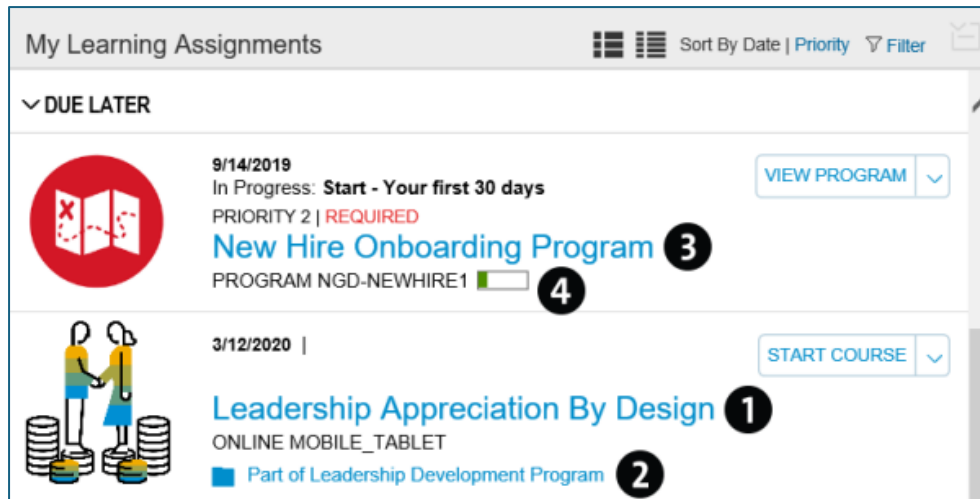 My Learning Assignments Sort By Date | Priority Filter
DUE LATER
9/14/2019
VIEW PROGRAM
In Progress: Start - Your first 30 days
PRIORITY 2 | REQUIRED
New Hire Onboarding Program 3
PROGRAM NGD-NEWHIRE1 4
3/12/2020 |
START COURSE
Leadership Appreciation By Design 1
ONLINE MOBILE_TABLET
Part of Leadership Development Program 2